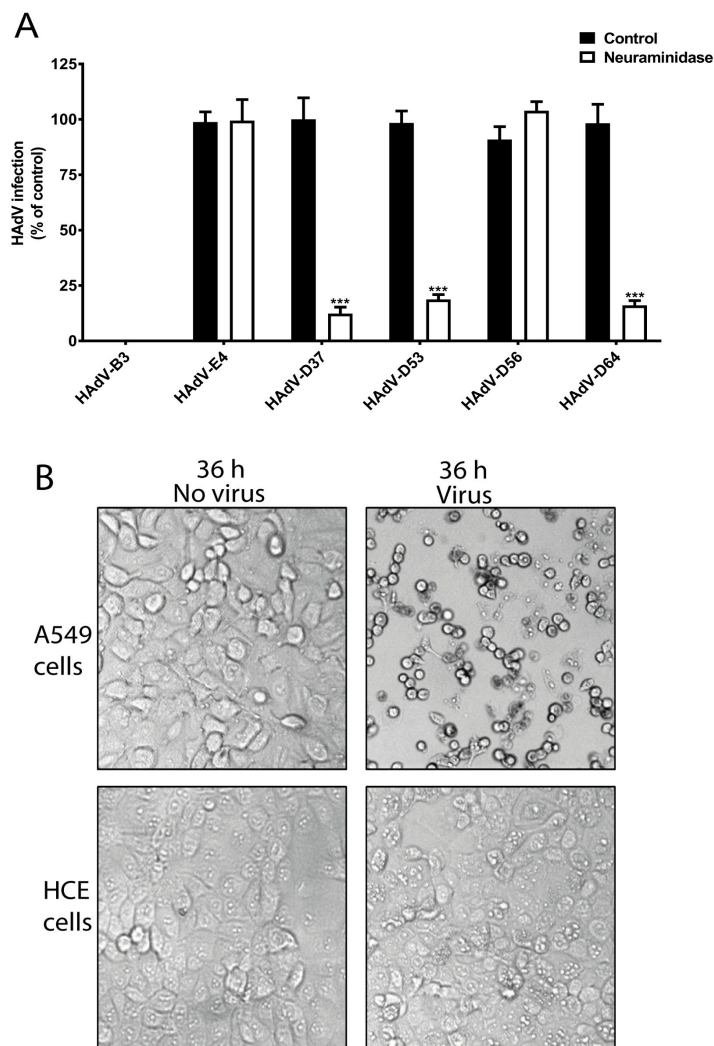 A
Control
Neuraminidase
HAdV infection
(% of control)
125
100
75
50
25
0
***
***
***
HAdV-B3
HAdV-E4
HAdV-D37
HAdV-D53
HAdV-D56
HAdV-D64
B
36 h
No virus
36 h
Virus
A549
cells
HCE
cells